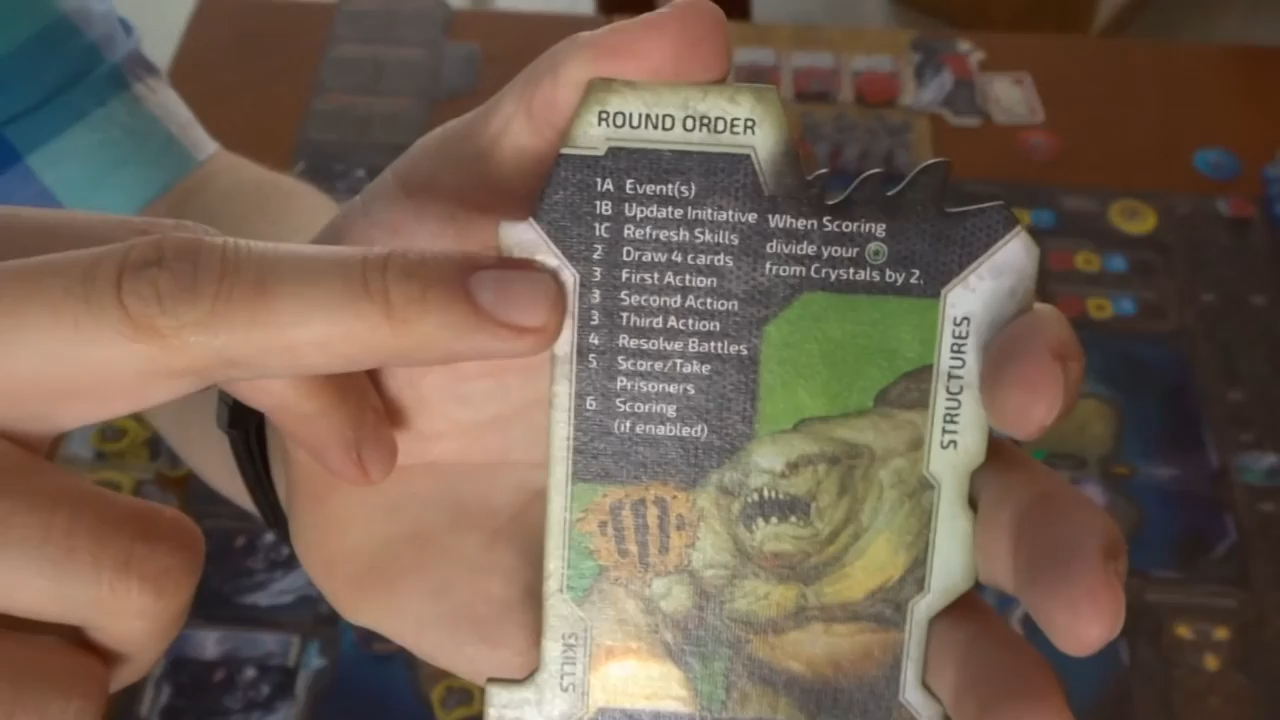 ROUND ORDER
1A Event(s)
1B Update Initiative
1C Refresh Skills
2 Draw 4 cards
3 First Action
3 Second Action
3 Third Action
4 Resolve Battles
5 Score/Take
Prisoners
6 Scoring
(if enabled)
When Scoring
divide your
from Crystals by 2.
STRUCTURES
SKILLS